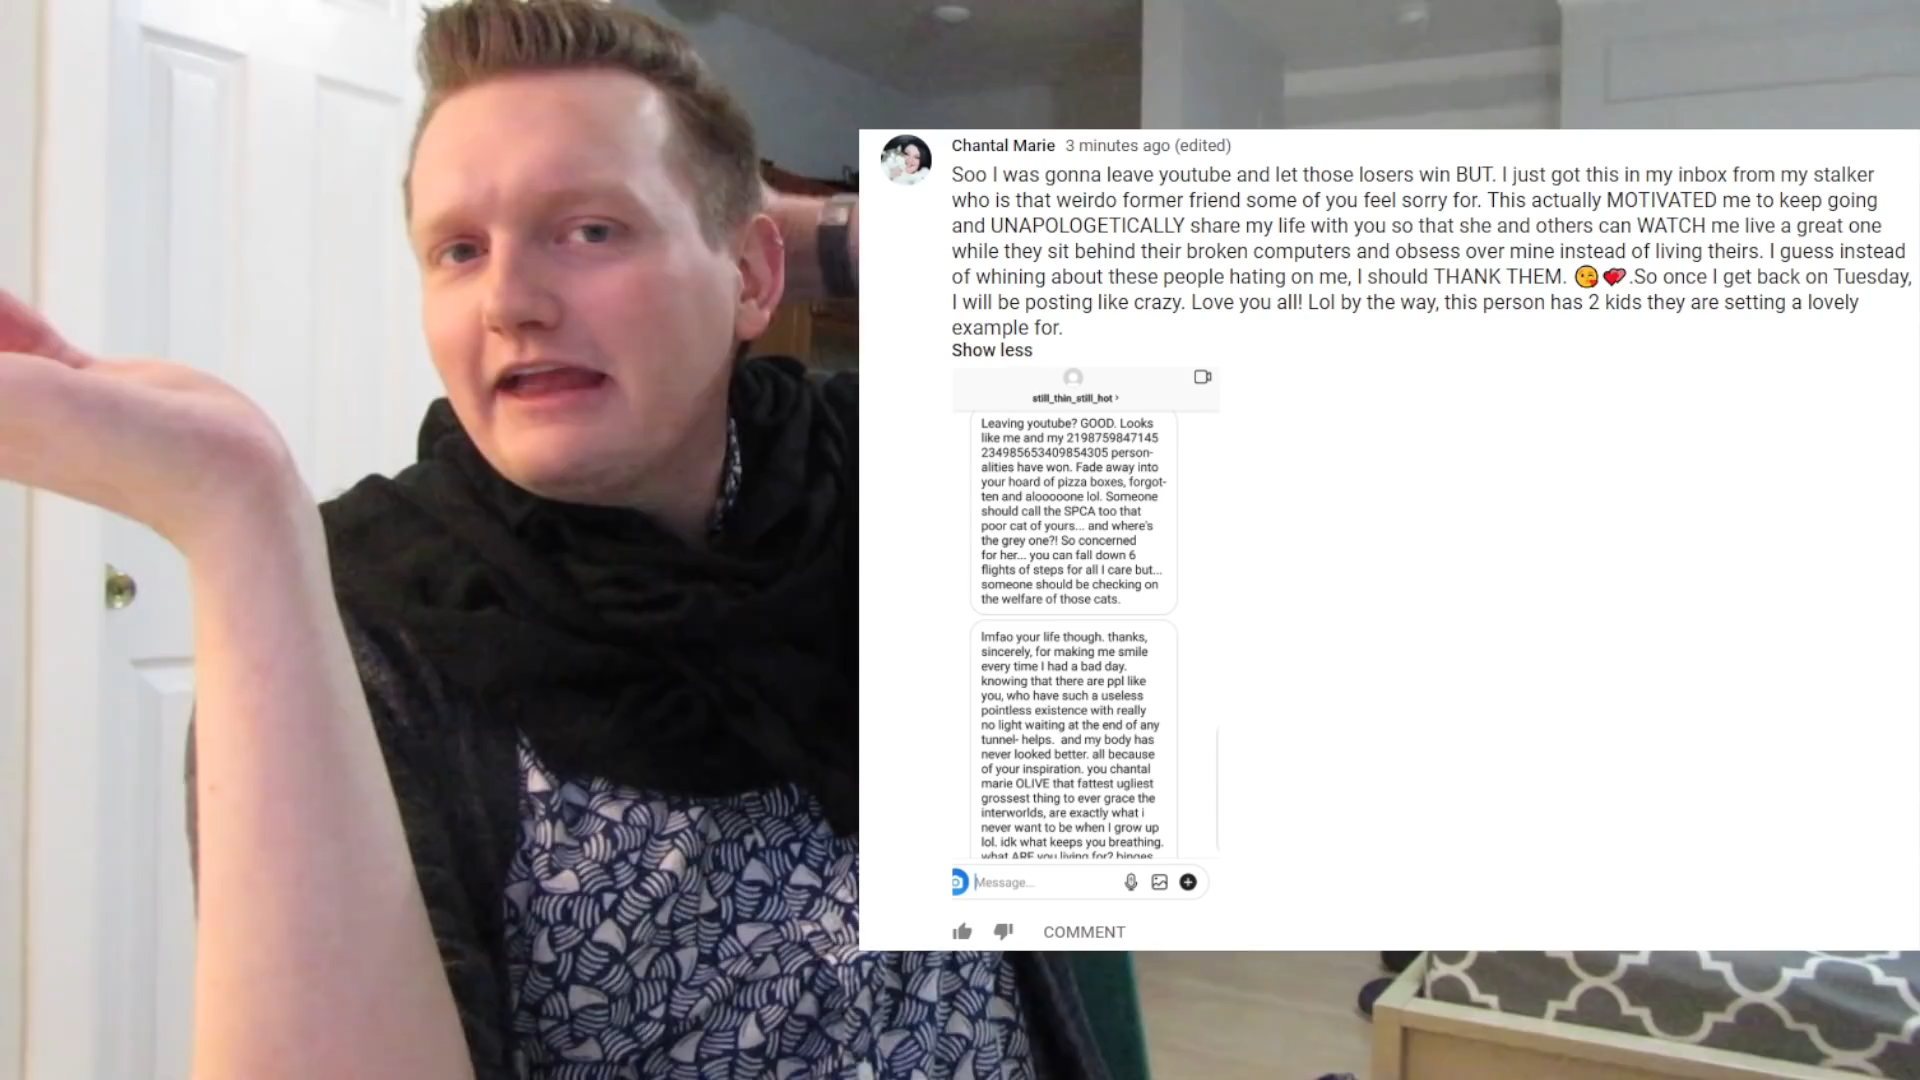 Chantal Marie 3 minutes ago (edited)
Soo I was gonna leave youtube and let those losers win BUT. I just got this in my inbox from my stalker
who is that weirdo former friend some of you feel sorry for. This actually MOTIVATED me to keep going
and UNAPOLOGETICALLY share my life with you so that she and others can WATCH me live a great one
while they sit behind their broken computers and obsess over mine instead of living theirs. I guess instead
of whining about these people hating on me, I should THANK THEM. 😘💕.So once I get back on Tuesday,
I will be posting like crazy. Love you all! Lol by the way, this person has 2 kids they are setting a lovely
example for.
Show less
still_thin_still_hot ›
Leaving youtube? GOOD. Looks
like me and my 2198759847145
234985653409854305 person-
alities have won. Fade away into
your hoard of pizza boxes, forgot-
ten and alooooone lol. Someone
should call the SPCA too that
poor cat of yours... and where's
the grey one?! So concerned
for her... you can fall down 6
flights of steps for all I care but...
someone should be checking on
the welfare of those cats.
lmfao your life though. thanks,
sincerely, for making me smile
every time I had a bad day.
knowing that there are ppl like
you, who have such a useless
pointless existence with really
no light waiting at the end of any
tunnel- helps. and my body has
never looked better. all because
of your inspiration. you chantal
marie OLIVE that fattest ugliest
grossest thing to ever grace the
interworlds, are exactly what i
never want to be when I grow up
lol. idk what keeps you breathing.
what ARE you living for? binges
Message...
COMMENT